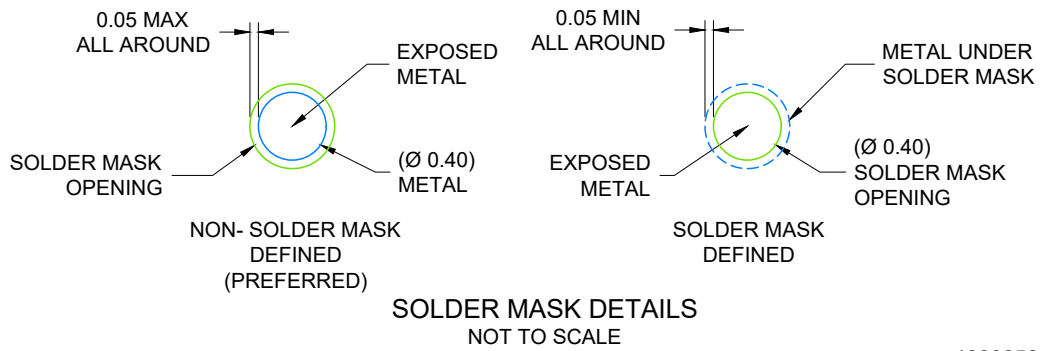 0.05 MAX
ALL AROUND
EXPOSED
METAL
SOLDER MASK
OPENING
(Ø 0.40)
METAL
NON- SOLDER MASK
DEFINED
(PREFERRED)
0.05 MIN
ALL AROUND
METAL UNDER
SOLDER MASK
EXPOSED
METAL
(Ø 0.40)
SOLDER MASK
OPENING
SOLDER MASK
DEFINED
SOLDER MASK DETAILS
NOT TO SCALE